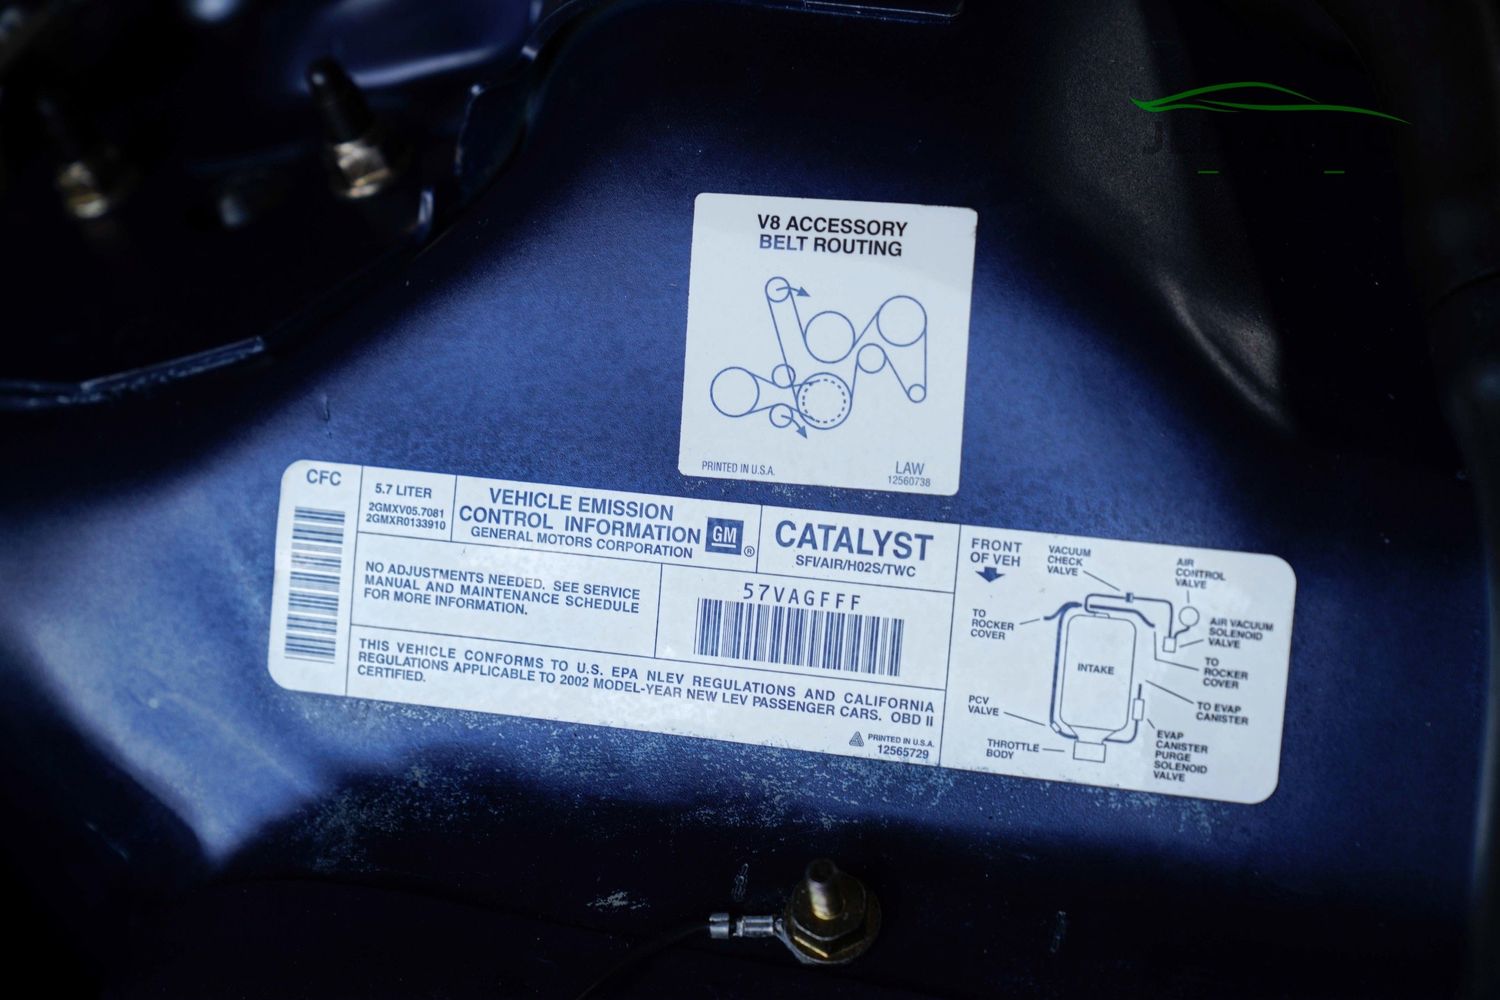 V8 ACCESSORY
BELT ROUTING
PRINTED IN U.S.A.
LAW
12560738
CFC
5.7 LITER
2GMXV05.7081
2GMXR0133910
VEHICLE EMISSION
CONTROL INFORMATION
GENERAL MOTORS CORPORATION
GM
®
CATALYST
SFI/AIR/H02S/TWC
NO ADJUSTMENTS NEEDED. SEE SERVICE
MANUAL AND MAINTENANCE SCHEDULE
FOR MORE INFORMATION.
57VAGFFF
THIS VEHICLE CONFORMS TO U.S. EPA NLEV REGULATIONS AND CALIFORNIA
REGULATIONS APPLICABLE TO 2002 MODEL-YEAR NEW LEV PASSENGER CARS. OBD II
CERTIFIED.
PRINTED IN U.S.A.
12565729
FRONT
OF VEH
VACUUM
CHECK
VALVE
AIR
CONTROL
VALVE
TO
ROCKER
COVER
AIR VACUUM
SOLENOID
VALVE
INTAKE
TO
ROCKER
COVER
PCV
VALVE
TO EVAP
CANISTER
THROTTLE
BODY
EVAP
CANISTER
PURGE
SOLENOID
VALVE